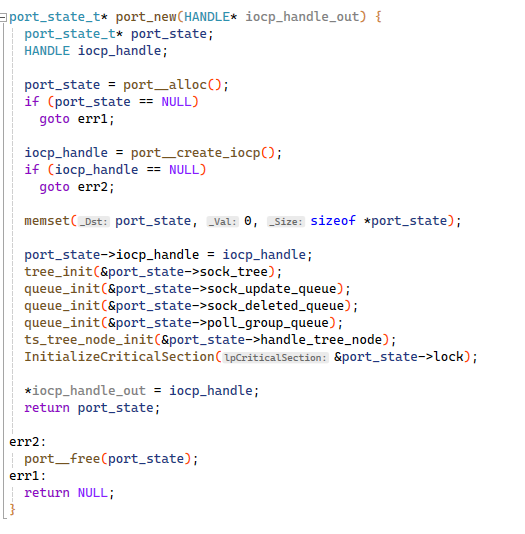 port_state_t* port_new(HANDLE* iocp_handle_out) {
  port_state_t* port_state;
  HANDLE iocp_handle;

  port_state = port__alloc();
  if (port_state == NULL)
    goto err1;

  iocp_handle = port__create_iocp();
  if (iocp_handle == NULL)
    goto err2;

  memset(_Dst: port_state, _Val: 0, _Size: sizeof *port_state);

  port_state->iocp_handle = iocp_handle;
  tree_init(&port_state->sock_tree);
  queue_init(&port_state->sock_update_queue);
  queue_init(&port_state->sock_deleted_queue);
  queue_init(&port_state->poll_group_queue);
  ts_tree_node_init(&port_state->handle_tree_node);
  InitializeCriticalSection(lpCriticalSection: &port_state->lock);

  *iocp_handle_out = iocp_handle;
  return port_state;

err2:
  port__free(port_state);
err1:
  return NULL;
}